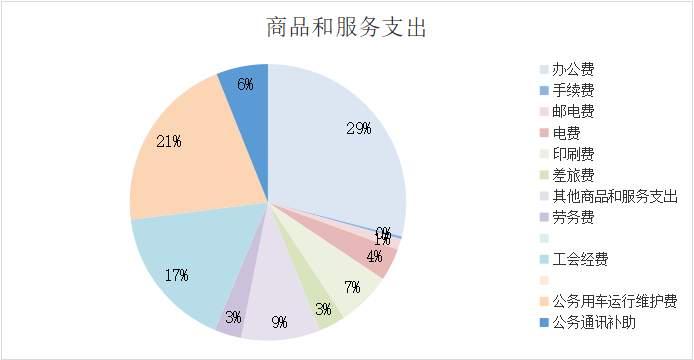 商品和服务支出
29%
0%
1%
4%
7%
3%
9%
3%
17%
21%
6%
办公费
手续费
邮电费
电费
印刷费
差旅费
其他商品和服务支出
劳务费
工会经费
公务用车运行维护费
公务通讯补助